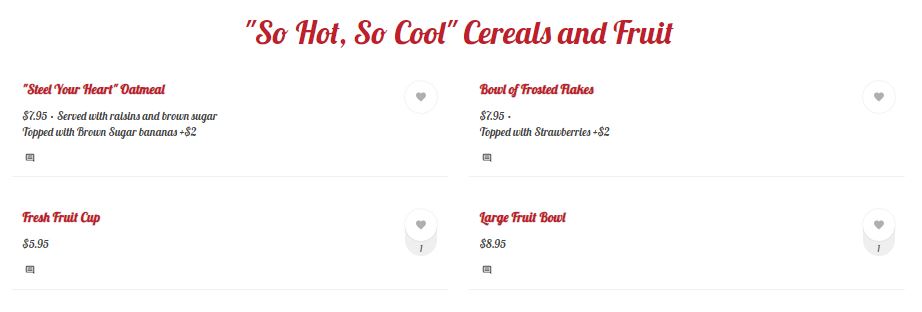 "So Hot, So Cool" Cereals and Fruit
"Steel Your Heart" Oatmeal
$7.95 • Served with raisins and brown sugar
Topped with Brown Sugar bananas +$2
Bowl of Frosted Flakes
$7.95 •
Topped with Strawberries +$2
Fresh Fruit Cup
$5.95
1
Large Fruit Bowl
$8.95
1